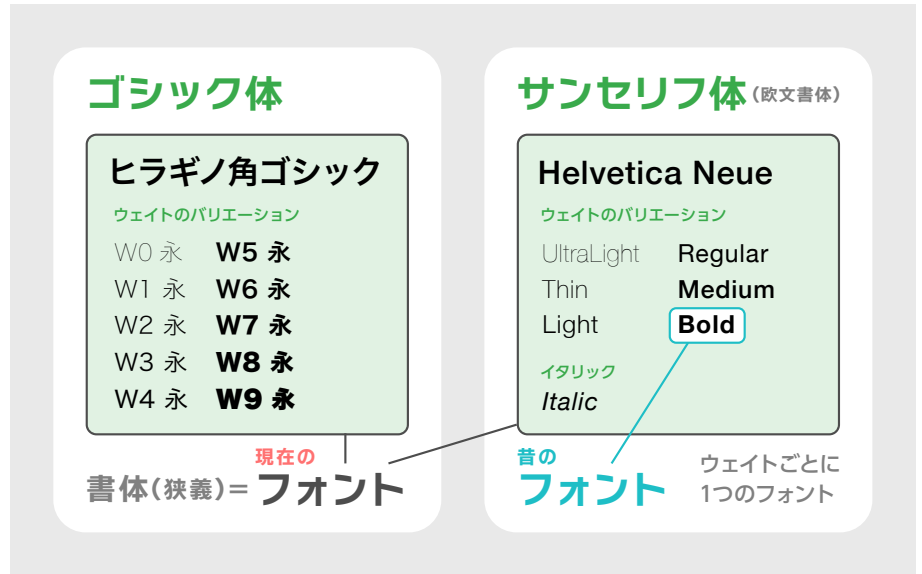 ゴシック体
ヒラギノ角ゴシック
ウェイトのバリエーション
W0 永 W5 永
W1 永 W6 永
W2 永 W7 永
W3 永 W8 永
W4 永 W9 永
現在の
書体(狭義)= フォント
サンセリフ体(欧文書体)
Helvetica Neue
ウェイトのバリエーション
UltraLight Regular
Thin Medium
Light Bold
イタリック
Italic
昔の
フォント
ウェイトごとに
1つのフォント